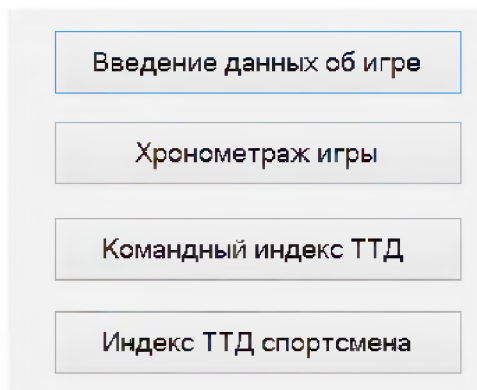 Введение данных об игре
Хронометраж игры
Командный индекс ТТД
Индекс ТТД спортсмена